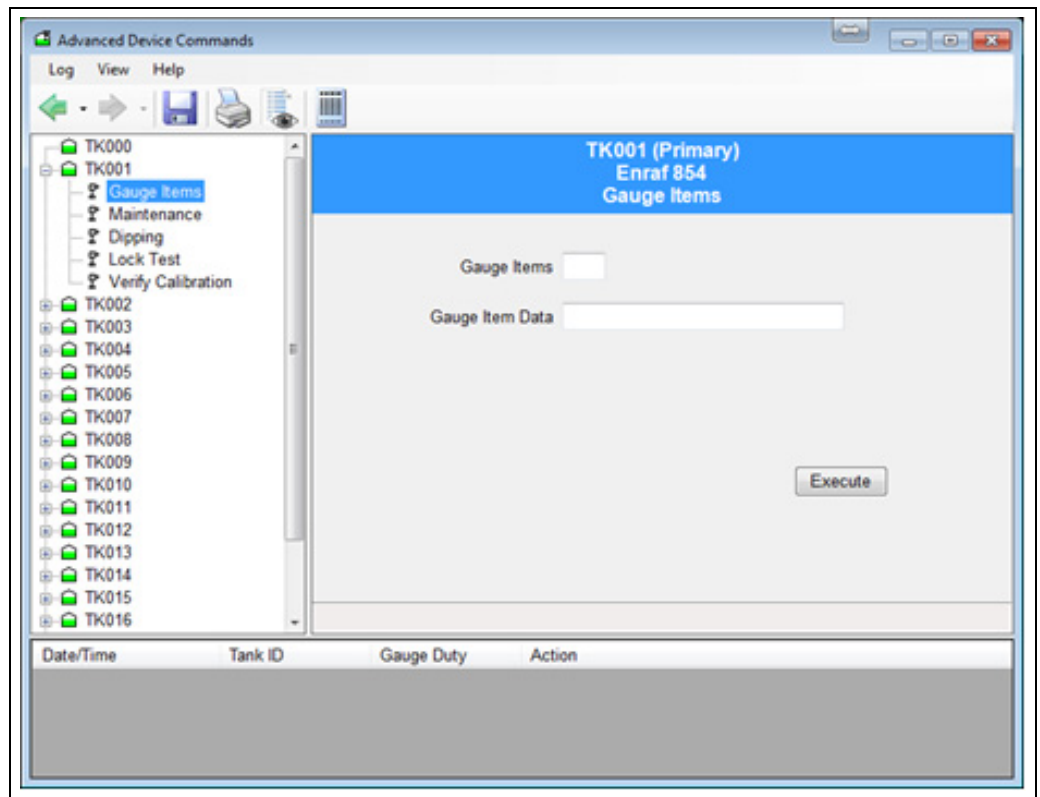 Advanced Device Commands
Log View Help
TK000
TK001
Gauge Items
Maintenance
Dipping
Lock Test
Verify Calibration
TK002
TK003
TK004
TK005
TK006
TK007
TK008
TK009
TK010
TK011
TK012
TK013
TK014
TK015
TK016
TK001 (Primary)
Enraf 854
Gauge Items
Gauge Items
Gauge Item Data
Execute
Date/Time Tank ID Gauge Duty Action